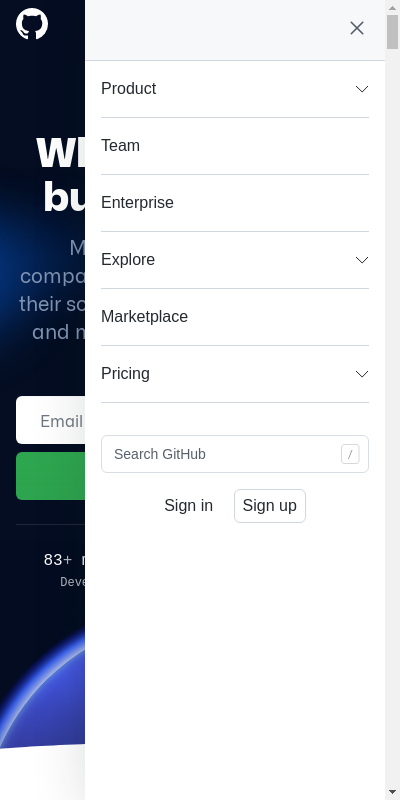 Product
Team
Enterprise
Explore
Marketplace
Pricing
Search GitHub /
Sign in Sign up
bu
M
compa
their so
and m
Email
83+
Deve